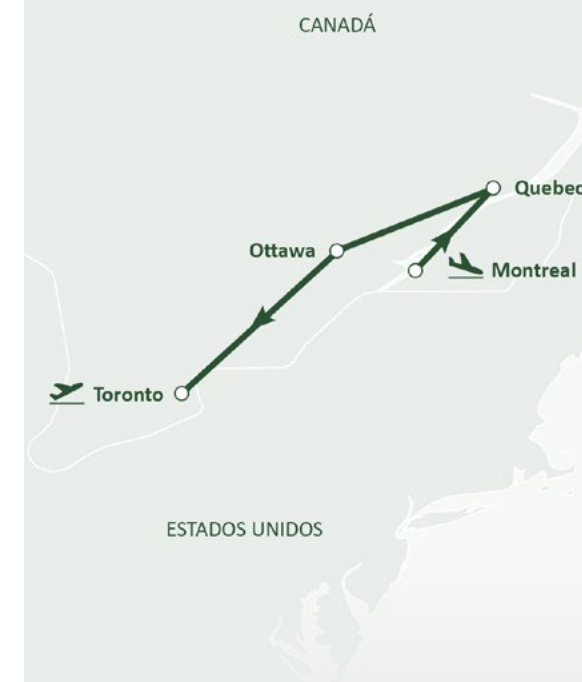 CANADÁ
Quebec
Ottawa
Montreal
Toronto
ESTADOS UNIDOS